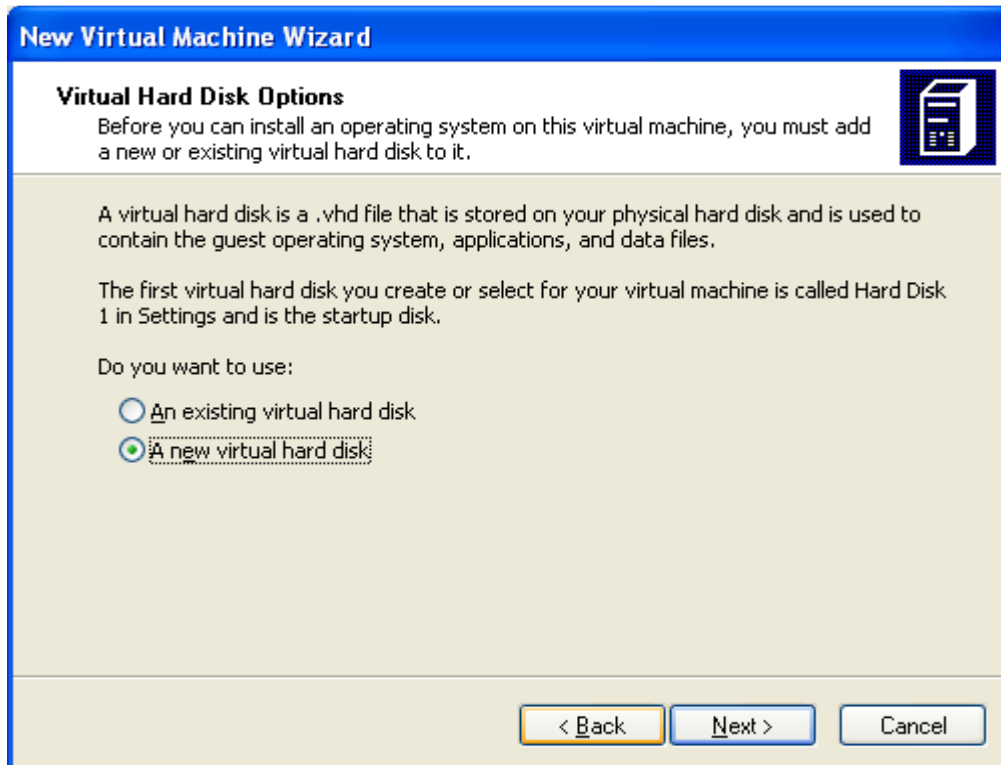 New Virtual Machine Wizard
Virtual Hard Disk Options
Before you can install an operating system on this virtual machine, you must add
a new or existing virtual hard disk to it.
A virtual hard disk is a .vhd file that is stored on your physical hard disk and is used to
contain the guest operating system, applications, and data files.
The first virtual hard disk you create or select for your virtual machine is called Hard Disk
1 in Settings and is the startup disk.
Do you want to use:
An existing virtual hard disk
A new virtual hard disk
< Back Next > Cancel